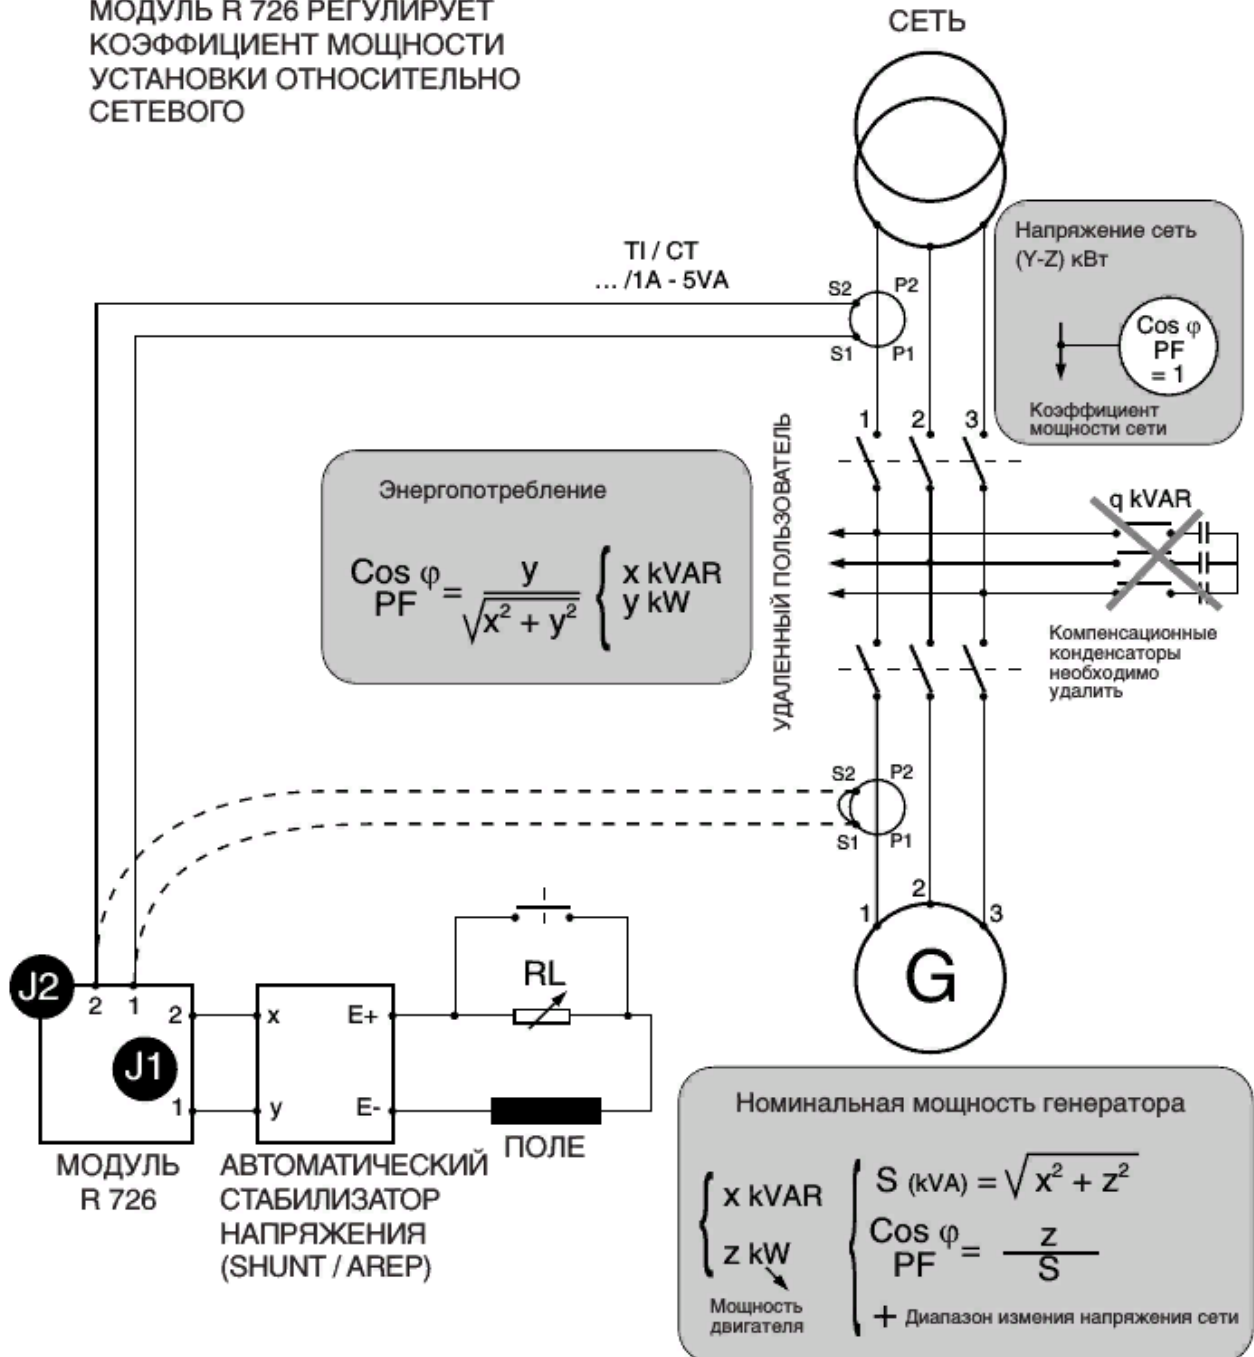 МОДУЛЬ R 726 РЕГУЛИРУЕТ
КОЭФФИЦИЕНТ МОЩНОСТИ
УСТАНОВКИ ОТНОСИТЕЛЬНО
СЕТЕВОГО
СЕТЬ
Напряжение сеть
(Y-Z) кВт
Cos φ
PF
= 1
Коэффициент
мощности сети
TI / CT
... /1A - 5VA
S2
P2
S1
P1
1 2 3
УДАЛЕННЫЙ ПОЛЬЗОВАТЕЛЬ
q kVAR
Компенсационные
конденсаторы
необходимо
удалить
Энергопотребление
Cos φ
PF
= y / √x² + y²
{ x kVAR
y kW
S2
P2
S1
P1
1
2
3
G
J2
2 1
2
J1
1
x
E+
y
E-
RL
ПОЛЕ
МОДУЛЬ
R 726
АВТОМАТИЧЕСКИЙ
СТАБИЛИЗАТОР
НАПРЯЖЕНИЯ
(SHUNT / AREP)
Номинальная мощность генератора
{ x kVAR
z kW
Мощность
двигателя
{ S (kVA) = √x² + z²
Cos φ
PF
= z / S
+ Диапазон измения напряжения сети